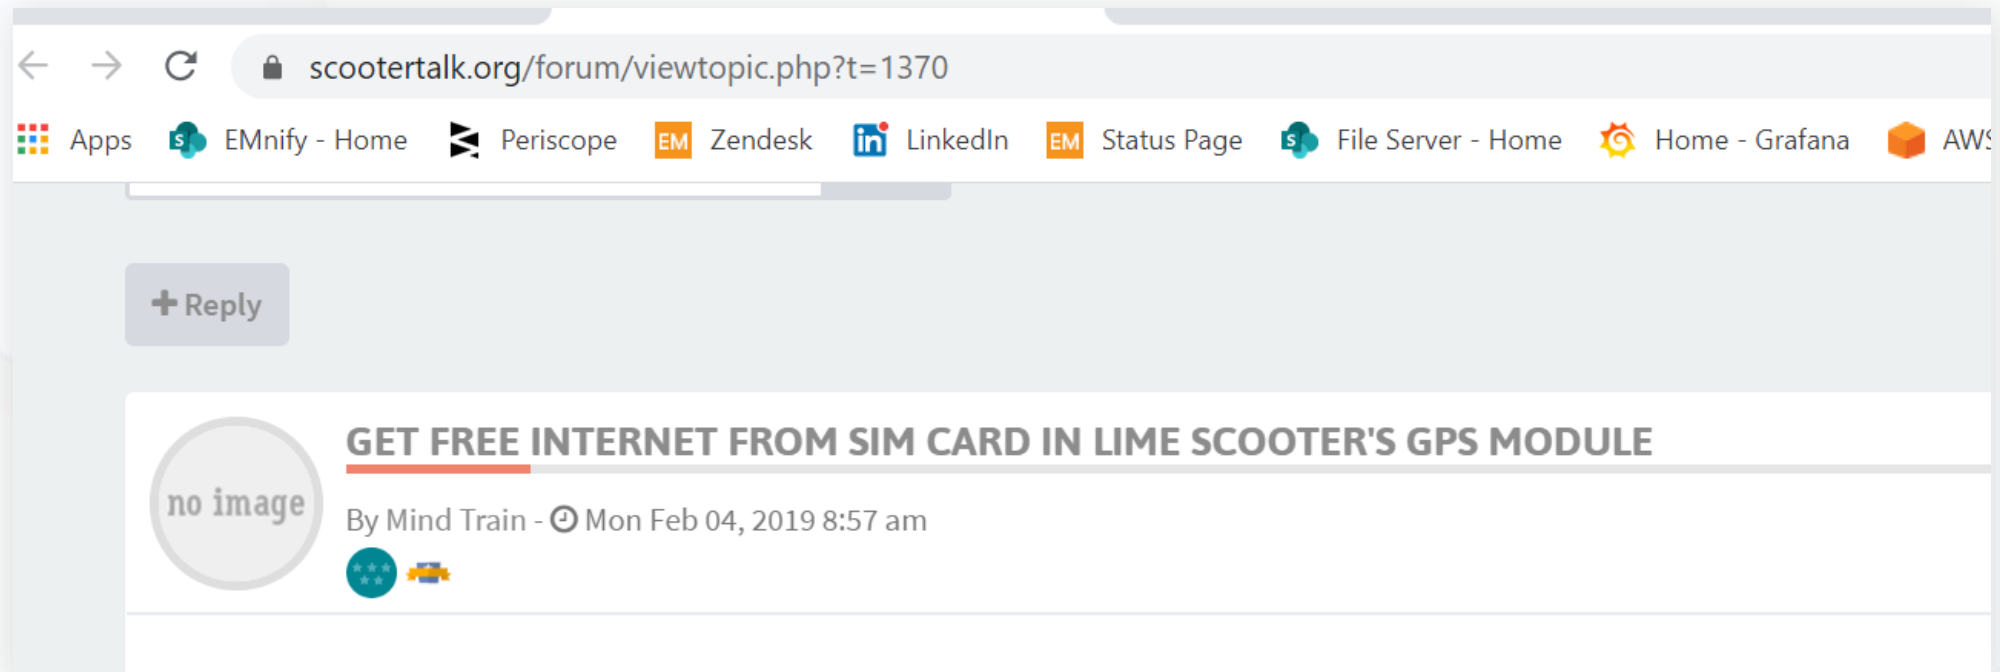 scootertalk.org/forum/viewtopic.php?t=1370
Apps EMnify - Home Periscope EM Zendesk in LinkedIn EM Status Page S File Server - Home Home - Grafana AWS
Reply
no image
GET FREE INTERNET FROM SIM CARD IN LIME SCOOTER'S GPS MODULE
By Mind Train - Mon Feb 04, 2019 8:57 am